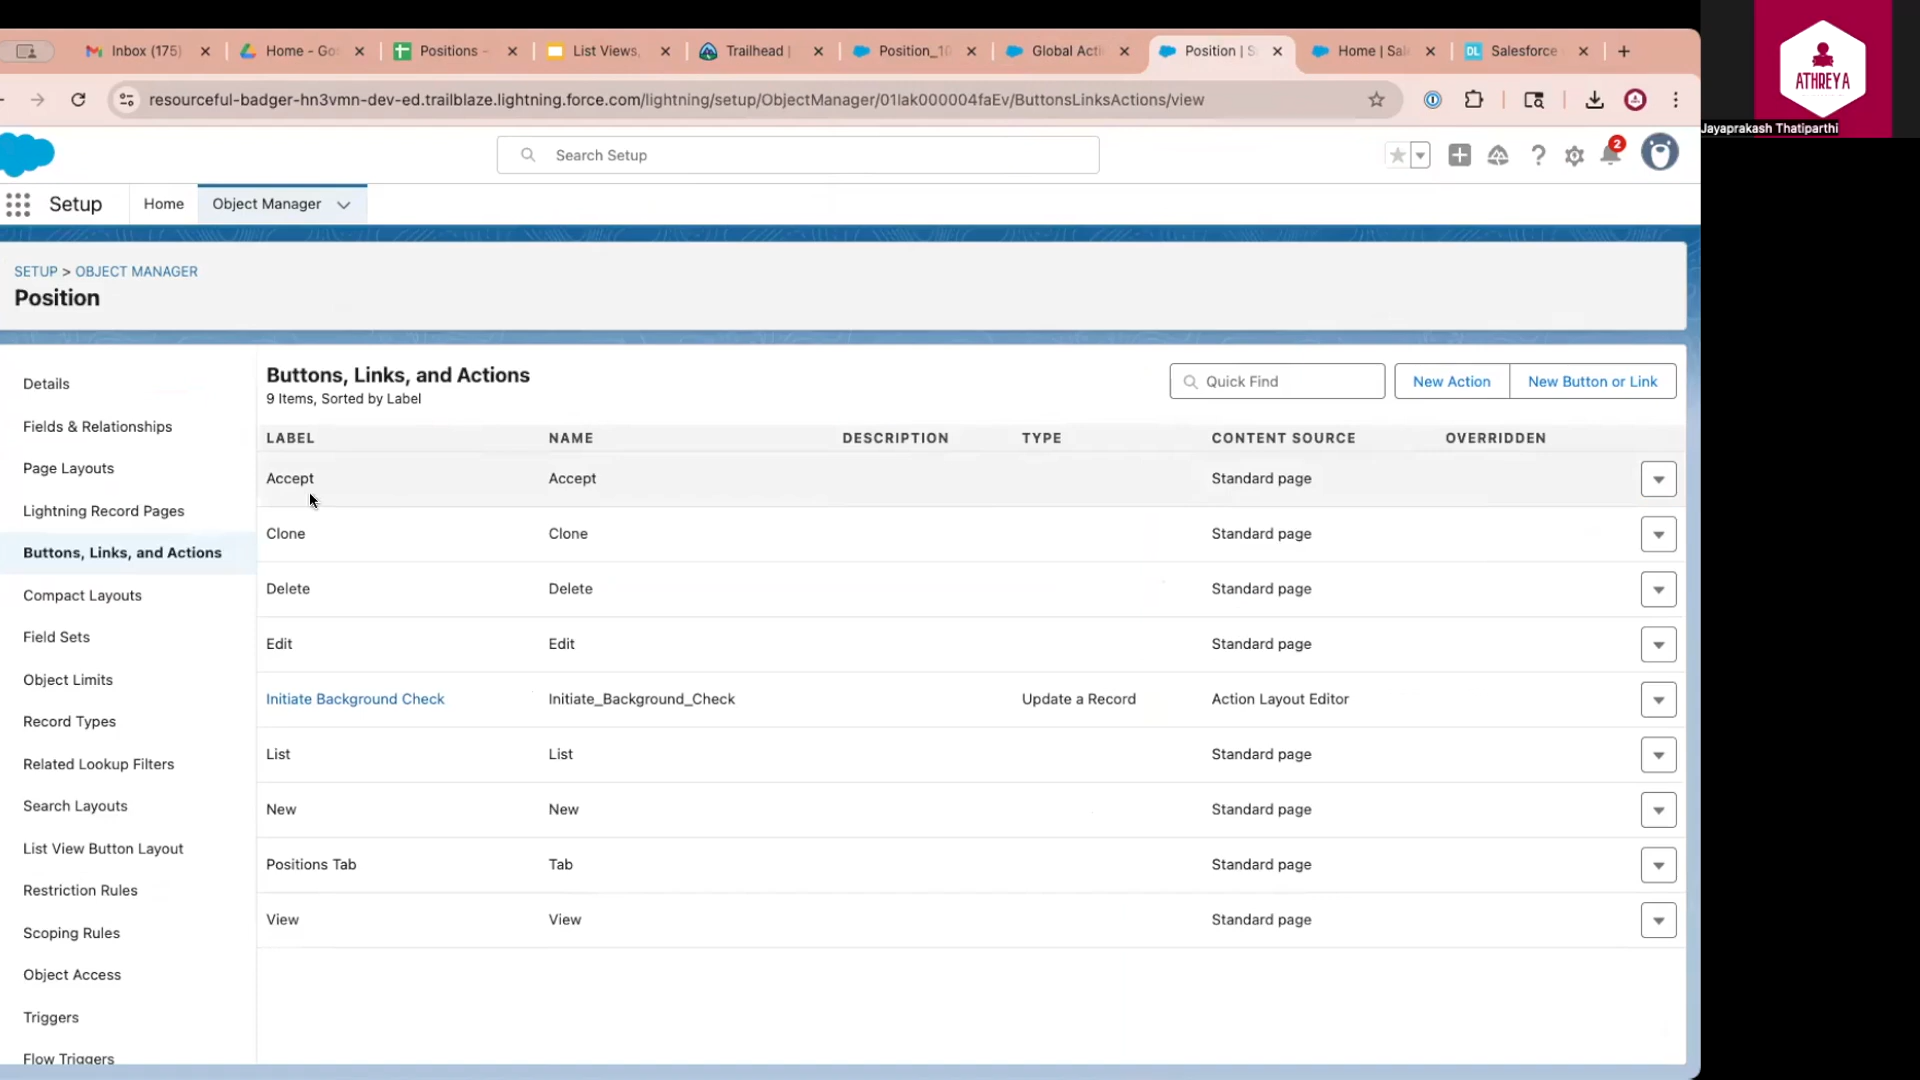 Inbox (175)
Home - Go
Positions -
List Views,
Trailhead |
Position_10
Global Acti
Position | S
Home | Sal
DL
Salesforce
resourceful-badger-hn3vmn-dev-ed.trailblaze.lightning.force.com/lightning/setup/ObjectManager/01lak000004faEv/ButtonsLinksActions/view
ATHREYA
Jayaprakash Thatiparthi
Search Setup
2
Setup
Home
Object Manager
SETUP > OBJECT MANAGER
Position
Details
Fields & Relationships
Page Layouts
Lightning Record Pages
Buttons, Links, and Actions
Compact Layouts
Field Sets
Object Limits
Record Types
Related Lookup Filters
Search Layouts
List View Button Layout
Restriction Rules
Scoping Rules
Object Access
Triggers
Flow Triggers
Buttons, Links, and Actions
9 Items, Sorted by Label
Quick Find
New Action
New Button or Link
LABEL NAME DESCRIPTION TYPE CONTENT SOURCE OVERRIDDEN
Accept Accept Standard page
Clone Clone Standard page
Delete Delete Standard page
Edit Edit Standard page
Initiate Background Check Initiate_Background_Check Update a Record Action Layout Editor
List List Standard page
New New Standard page
Positions Tab Tab Standard page
View View Standard page